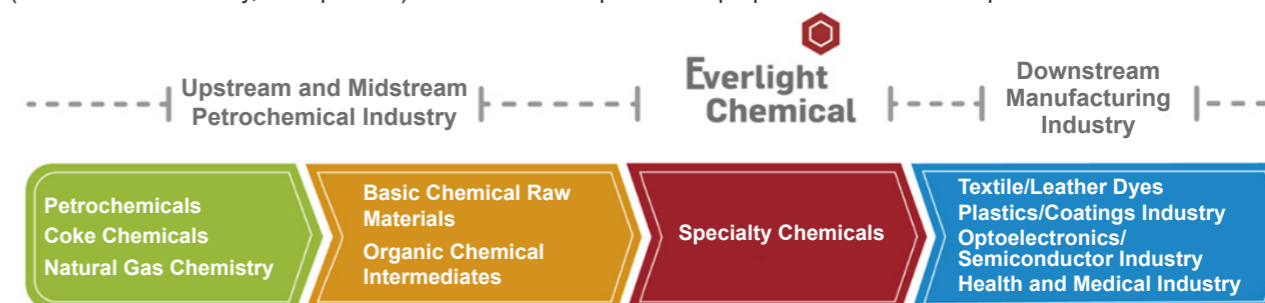 Upstream and Midstream
Petrochemical Industry
Everlight
Chemical
Downstream
Manufacturing
Industry
Petrochemicals
Coke Chemicals
Natural Gas Chemistry
Basic Chemical Raw
Materials
Organic Chemical
Intermediates
Specialty Chemicals
Textile/Leather Dyes
Plastics/Coatings Industry
Optoelectronics/
Semiconductor Industry
Health and Medical Industry